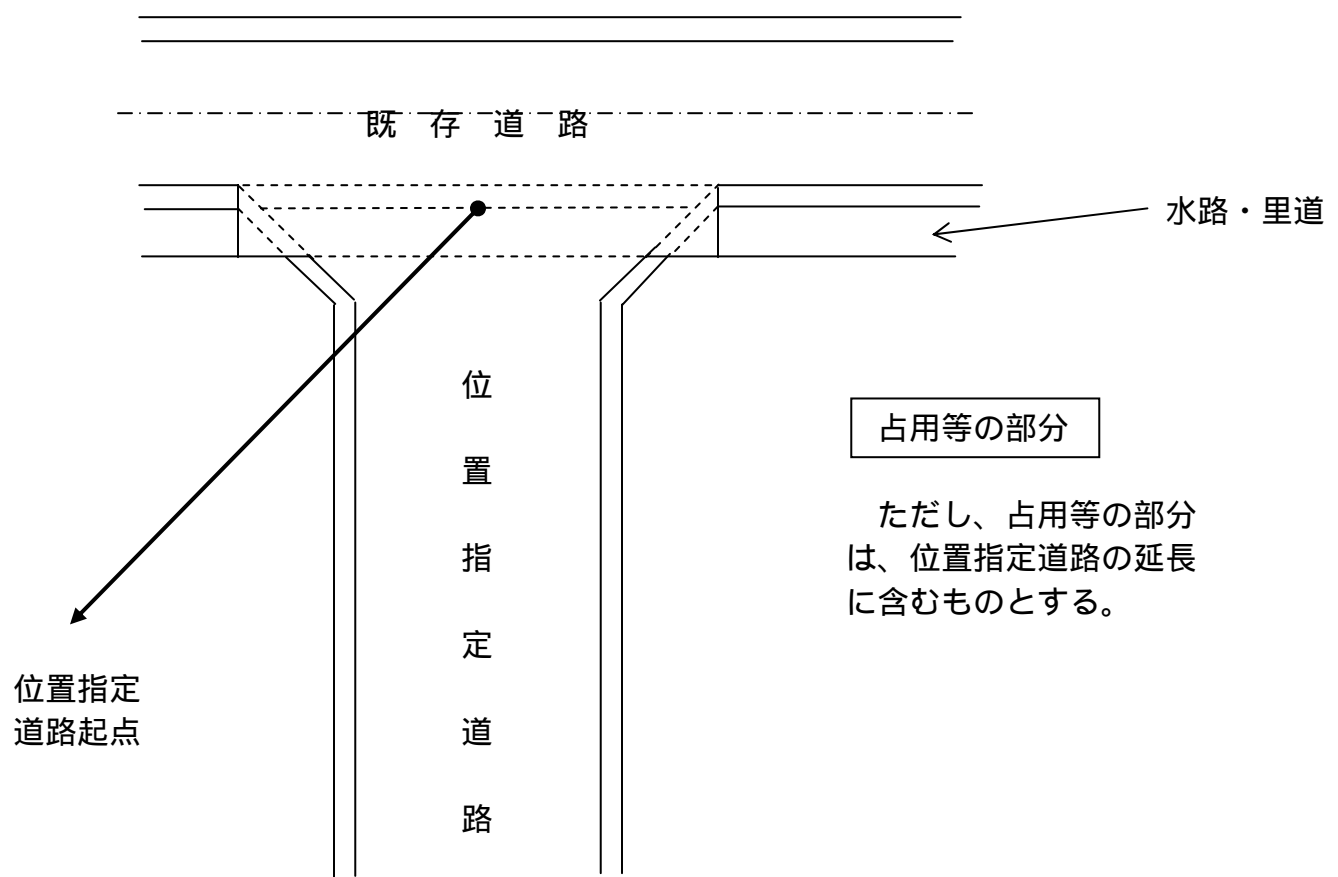 既存道路
水路・里道
位置指定道路
占用等の部分
ただし、占用等の部分
は、位置指定道路の延長
に含むものとする。
位置指定
道路起点